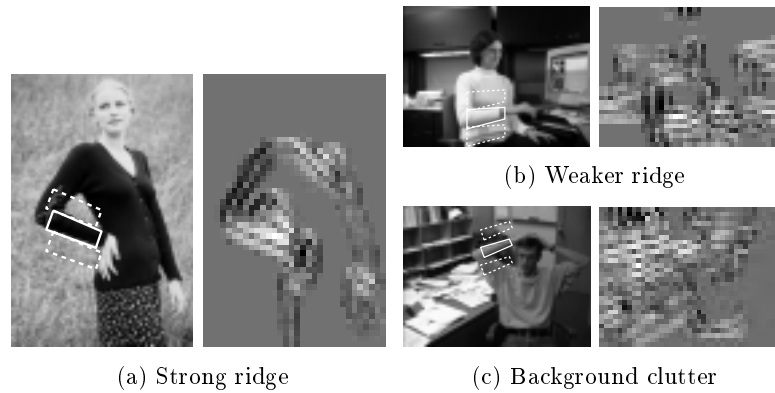 (b) Weaker ridge
(a) Strong ridge
(c) Background clutter